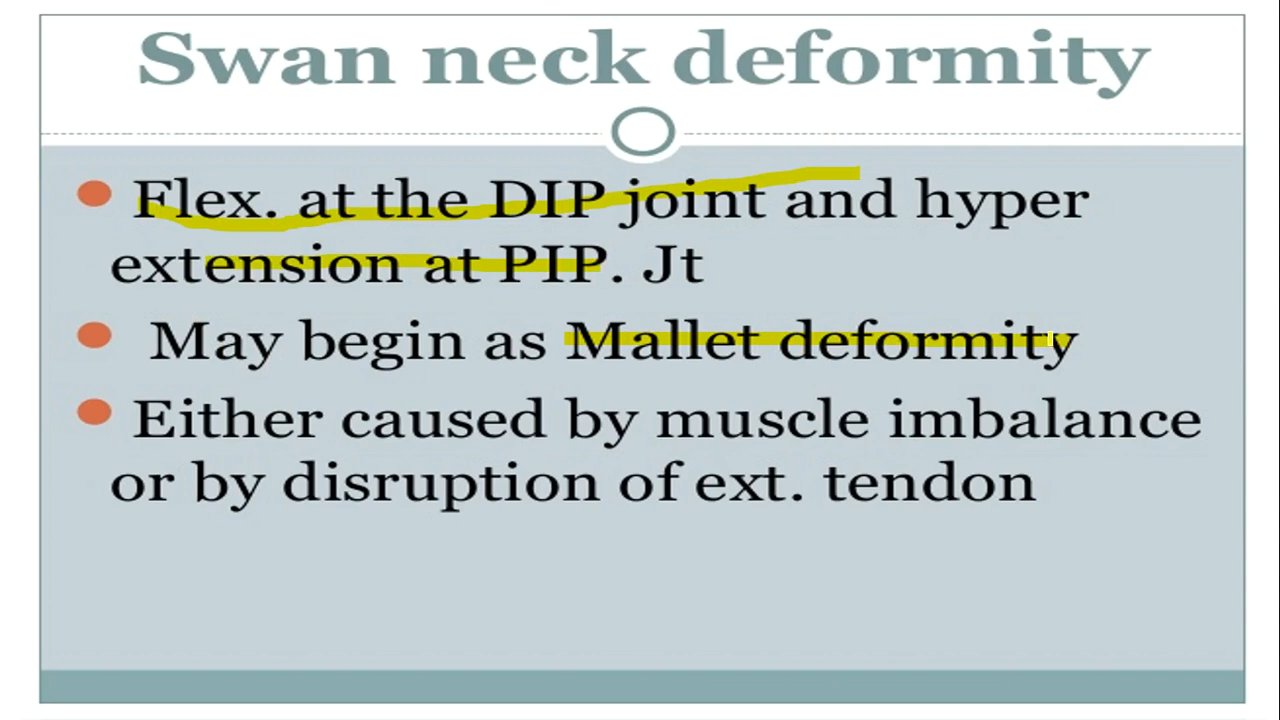 Swan neck deformity
Flex. at the DIP joint and hyper
extension at PIP. Jt
May begin as Mallet deformity
Either caused by muscle imbalance
or by disruption of ext. tendon